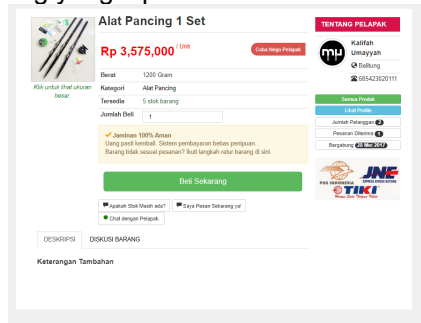 Alat Pancing 1 Set
Rp 3,575,000 / Unit
Coba Nego Pelapak
Klik untuk lihat ukuran
besar.
Berat 1200 Gram
Kategori Alat Pancing
Tersedia 5 stok barang
Jumlah Beli 1
Jaminan 100% Aman
Uang pasti kembali. Sistem pembayaran bebas penipuan.
Barang tidak sesuai pesanan? Ikuti langkah retur barang di sini.
Beli Sekarang
Apakah Stok Masih ada?
Saya Pesan Sekarang ya!
Chat dengan Pelapak
DESKRIPSI DISKUSI BARANG
Keterangan Tambahan
TENTANG PELAPAK
Kalifah
Umayyah
Belitung
685423020111
Semua Produk
Lihat Profile
Jumlah Pelanggan 2
Pesanan Diterima 1
Bergabung 28 Mei 2017
POS INDONESIA
JNE
EXPRESS ACROSS NATIONS
TIKI